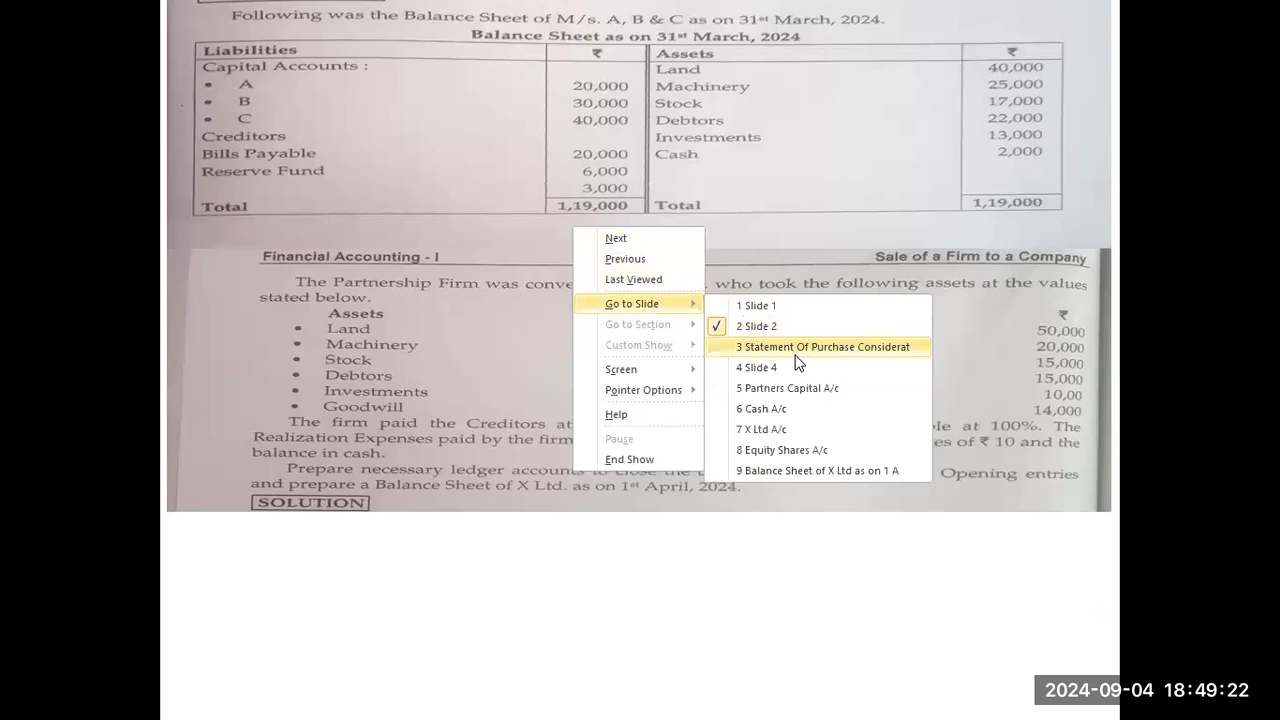 Following was the Balance Sheet of M/s. A, B & C as on 31st March, 2024.
Balance Sheet as on 31st March, 2024
Liabilities ₹ Assets ₹
Capital Accounts : Land 40,000
• A 20,000 Machinery 25,000
• B 30,000 Stock 17,000
• C 40,000 Debtors 22,000
Creditors Investments 13,000
Bills Payable 20,000 Cash 2,000
Reserve Fund 6,000
3,000
Total 1,19,000 Total 1,19,000
Financial Accounting - I Sale of a Firm to a Company
The Partnership Firm was who took the following assets at the values
stated below.
Assets ₹
• Land 50,000
• Machinery 20,000
• Stock 15,000
• Debtors 15,000
• Investments 10,00
• Goodwill 14,000
The firm paid the Creditors at 100%. The
Realization Expenses paid by the firm of ₹ 10 and the
balance in cash.
Prepare necessary ledger Opening entries
and prepare a Balance Sheet of X Ltd. as on 1st April, 2024.
SOLUTION
Next
Previous
Last Viewed
Go to Slide
Go to Section
Custom Show
Screen
Pointer Options
Help
Pause
End Show
1 Slide 1
2 Slide 2
3 Statement Of Purchase Considerat
4 Slide 4
5 Partners Capital A/c
6 Cash A/c
7 X Ltd A/c
8 Equity Shares A/c
9 Balance Sheet of X Ltd as on 1 A
2024-09-04 18:49:22